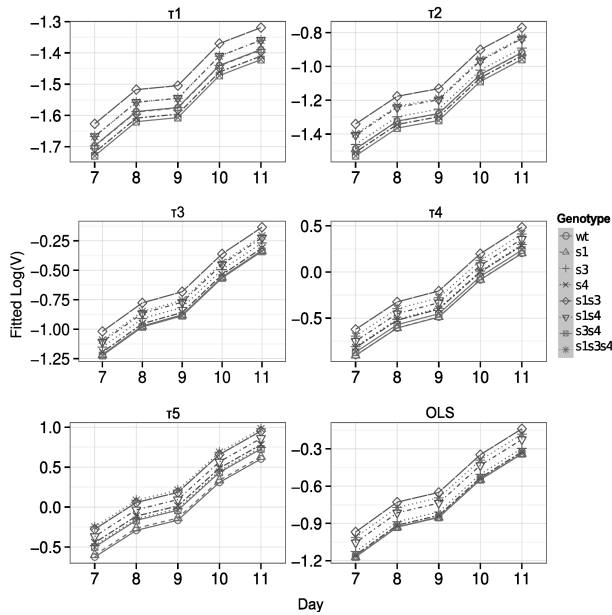 τ1
−1.3
−1.4
−1.5
−1.6
−1.7
7 8 9 10 11
τ2
−0.8
−1.0
−1.2
−1.4
7 8 9 10 11
τ3
−0.25
−0.50
−0.75
−1.00
−1.25
7 8 9 10 11
τ4
0.5
0.0
−0.5
7 8 9 10 11
τ5
1.0
0.5
0.0
−0.5
7 8 9 10 11
OLS
−0.3
−0.6
−0.9
−1.2
7 8 9 10 11
Fitted Log(V)
Day
Genotype
wt
s1
s3
s4
s1s3
s1s4
s3s4
s1s3s4